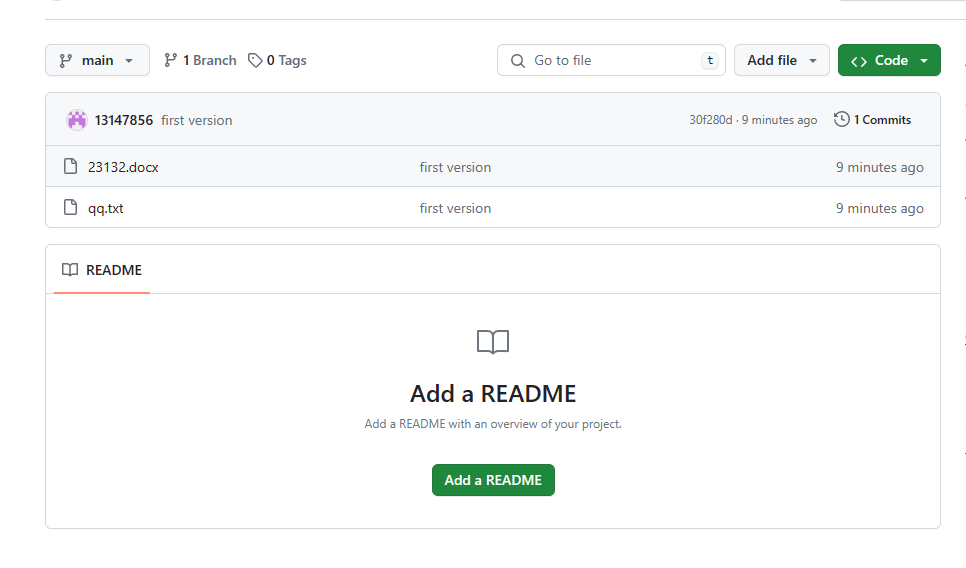 main 1 Branch 0 Tags Go to file t Add file Code
13147856 first version 30f280d · 9 minutes ago 1 Commits
23132.docx first version 9 minutes ago
qq.txt first version 9 minutes ago
README
Add a README
Add a README with an overview of your project.
Add a README